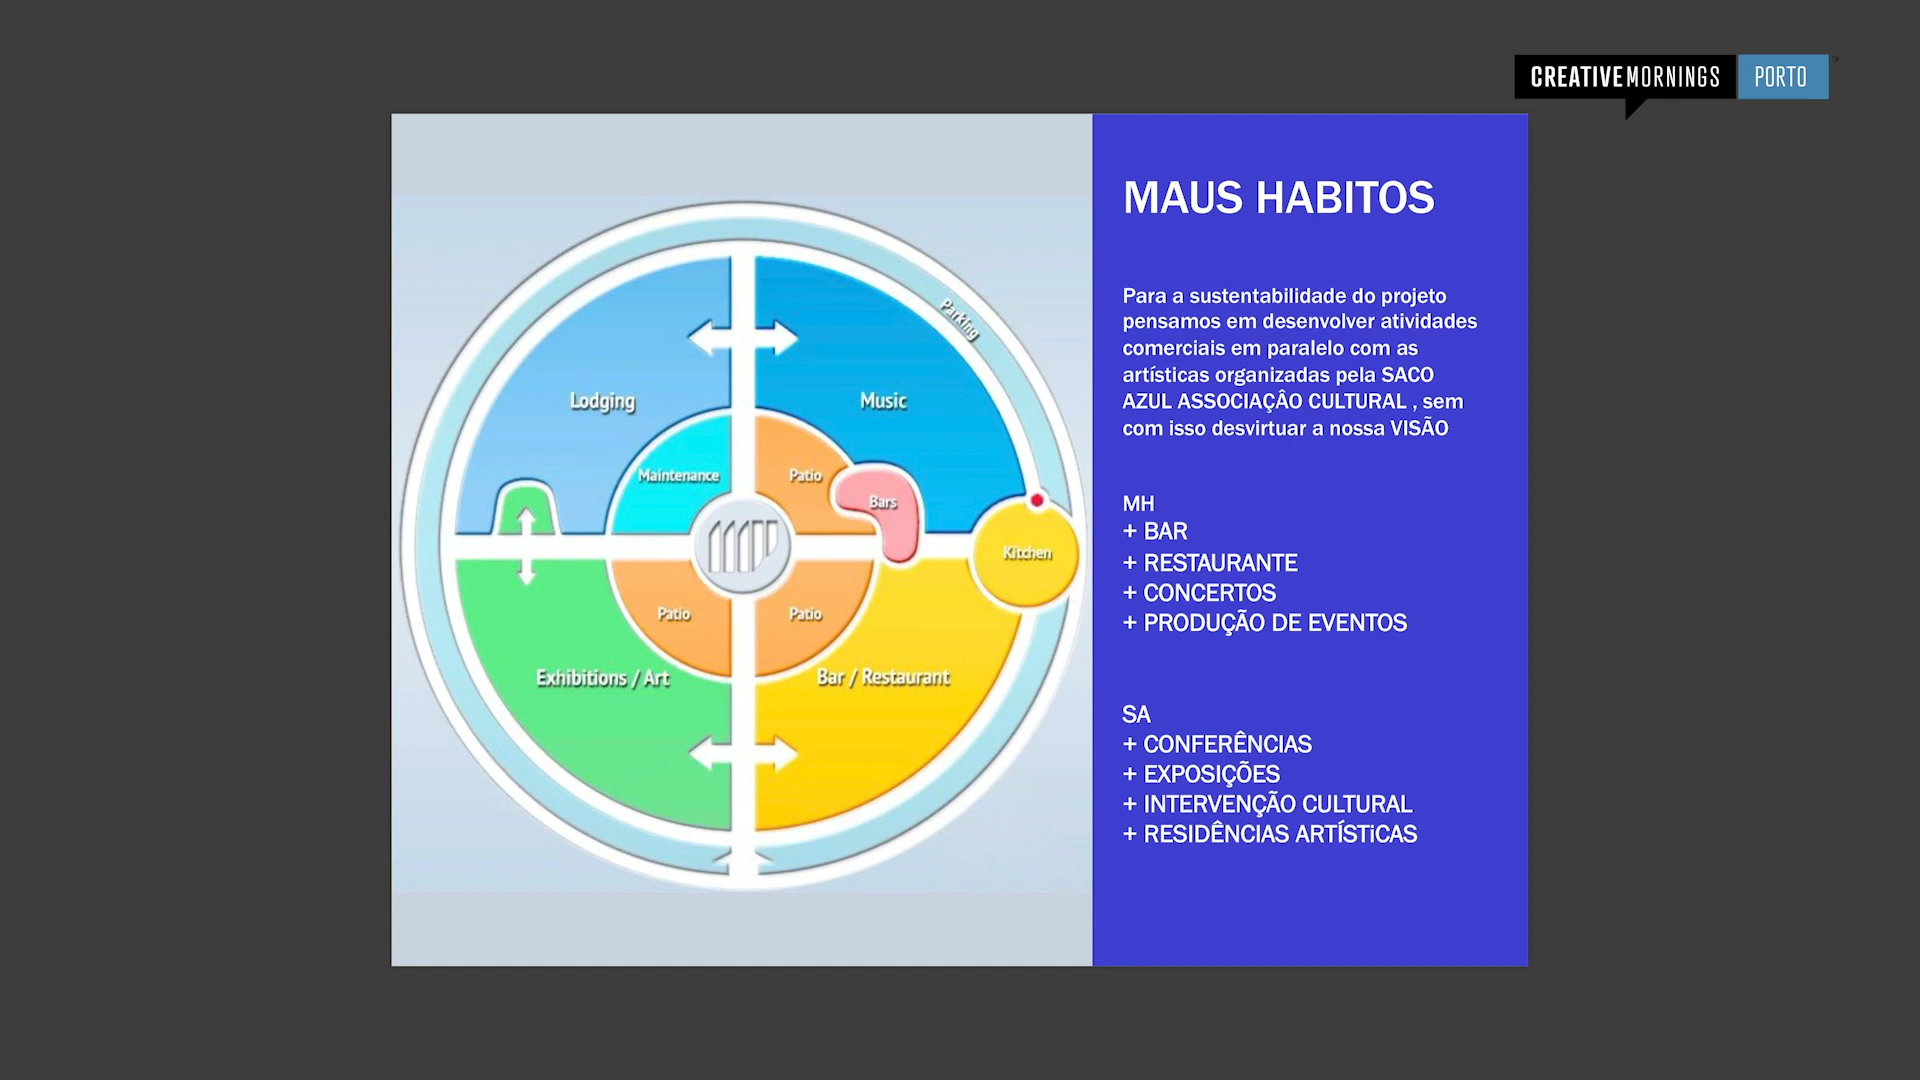 CREATIVEMORNINGS PORTO
TM
MAUS HABITOS
Para a sustentabilidade do projeto
pensamos em desenvolver atividades
comerciais em paralelo com as
artísticas organizadas pela SACO
AZUL ASSOCIAÇÂO CULTURAL , sem
com isso desvirtuar a nossa VISÃO
MH
+ BAR
+ RESTAURANTE
+ CONCERTOS
+ PRODUÇÃO DE EVENTOS
SA
+ CONFERÊNCIAS
+ EXPOSIÇÕES
+ INTERVENÇÃO CULTURAL
+ RESIDÊNCIAS ARTÍSTiCAS
Parking
Lodging
Music
Maintenance
Patio
Bars
Kitchen
Patio
Patio
Exhibitions / Art
Bar / Restaurant